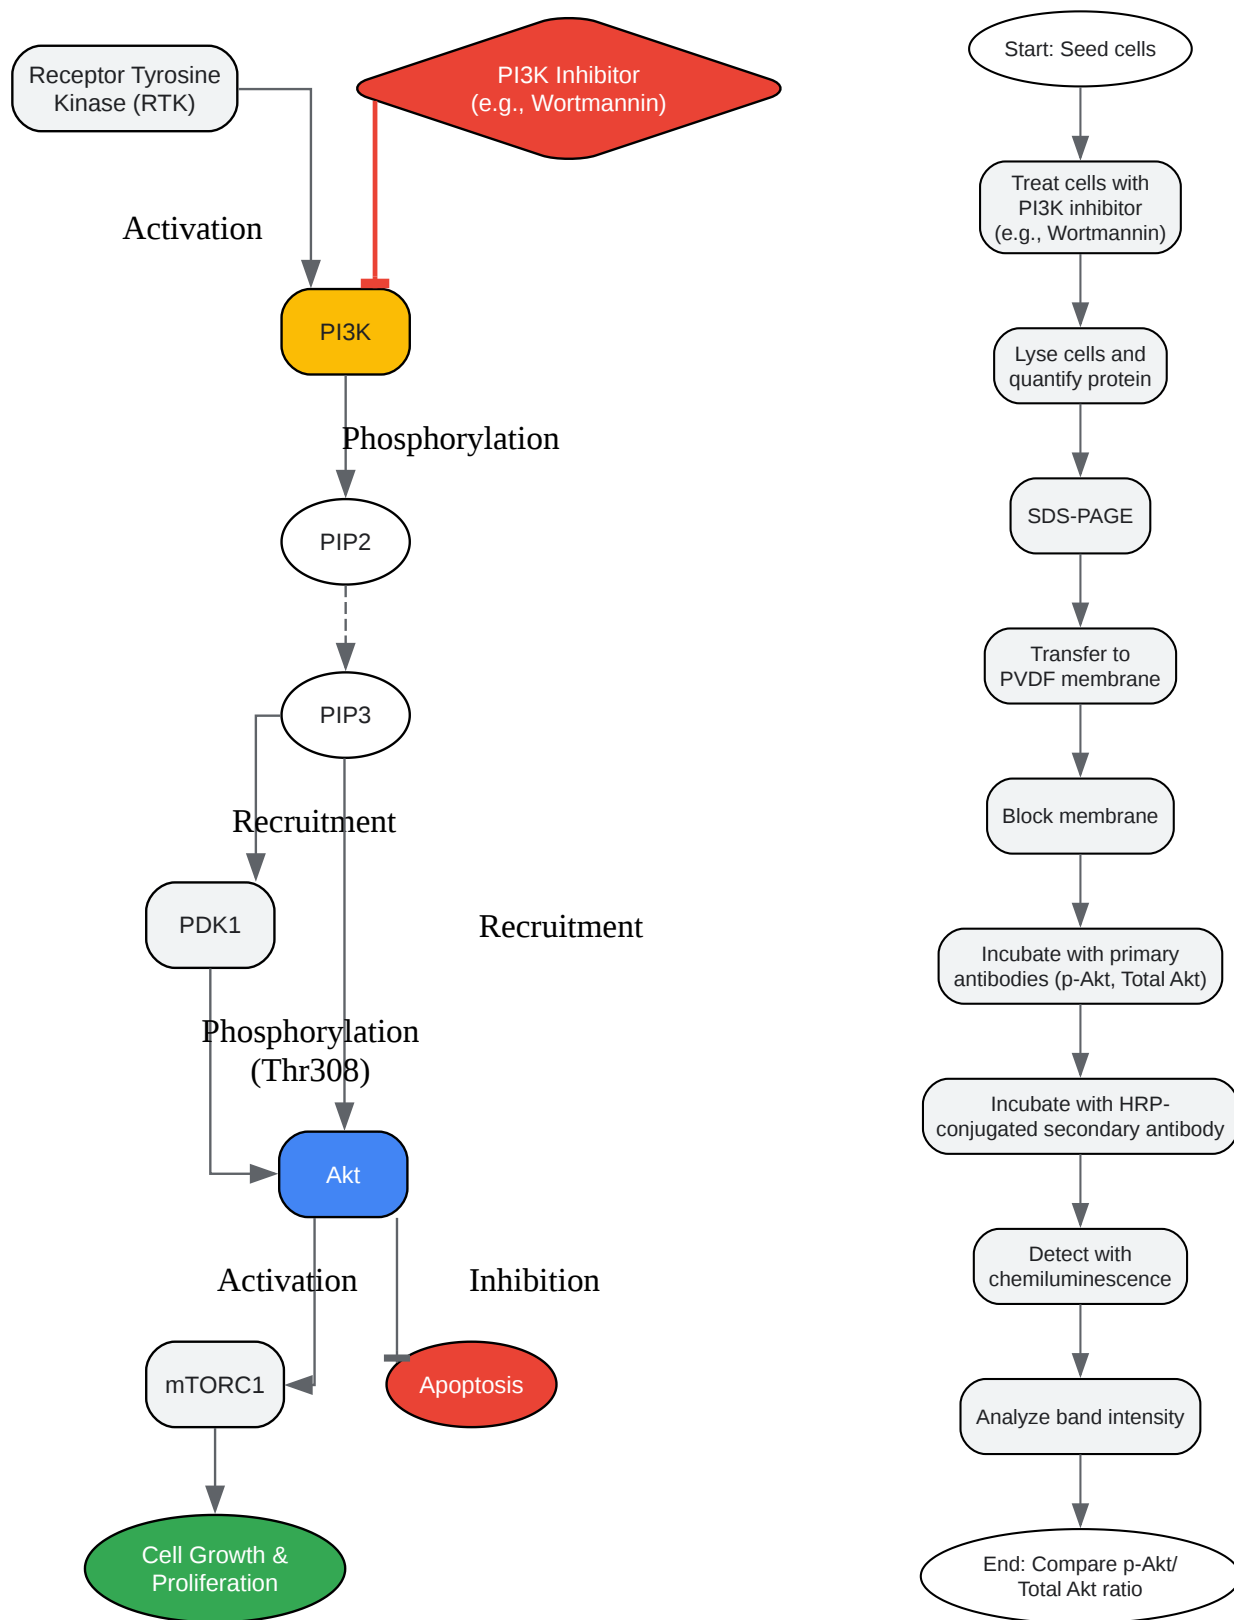 Receptor Tyrosine
Kinase (RTK)
PI3K Inhibitor
(e.g., Wortmannin)
Activation
PI3K
Phosphorylation
PIP2
PIP3
Recruitment
PDK1
Recruitment
Phosphorylation
(Thr308)
Akt
Activation
Inhibition
mTORC1
Apoptosis
Cell Growth &
Proliferation
Start: Seed cells
Treat cells with
PI3K inhibitor
(e.g., Wortmannin)
Lyse cells and
quantify protein
SDS-PAGE
Transfer to
PVDF membrane
Block membrane
Incubate with primary
antibodies (p-Akt, Total Akt)
Incubate with HRP-
conjugated secondary antibody
Detect with
chemiluminescence
Analyze band intensity
End: Compare p-Akt/
Total Akt ratio